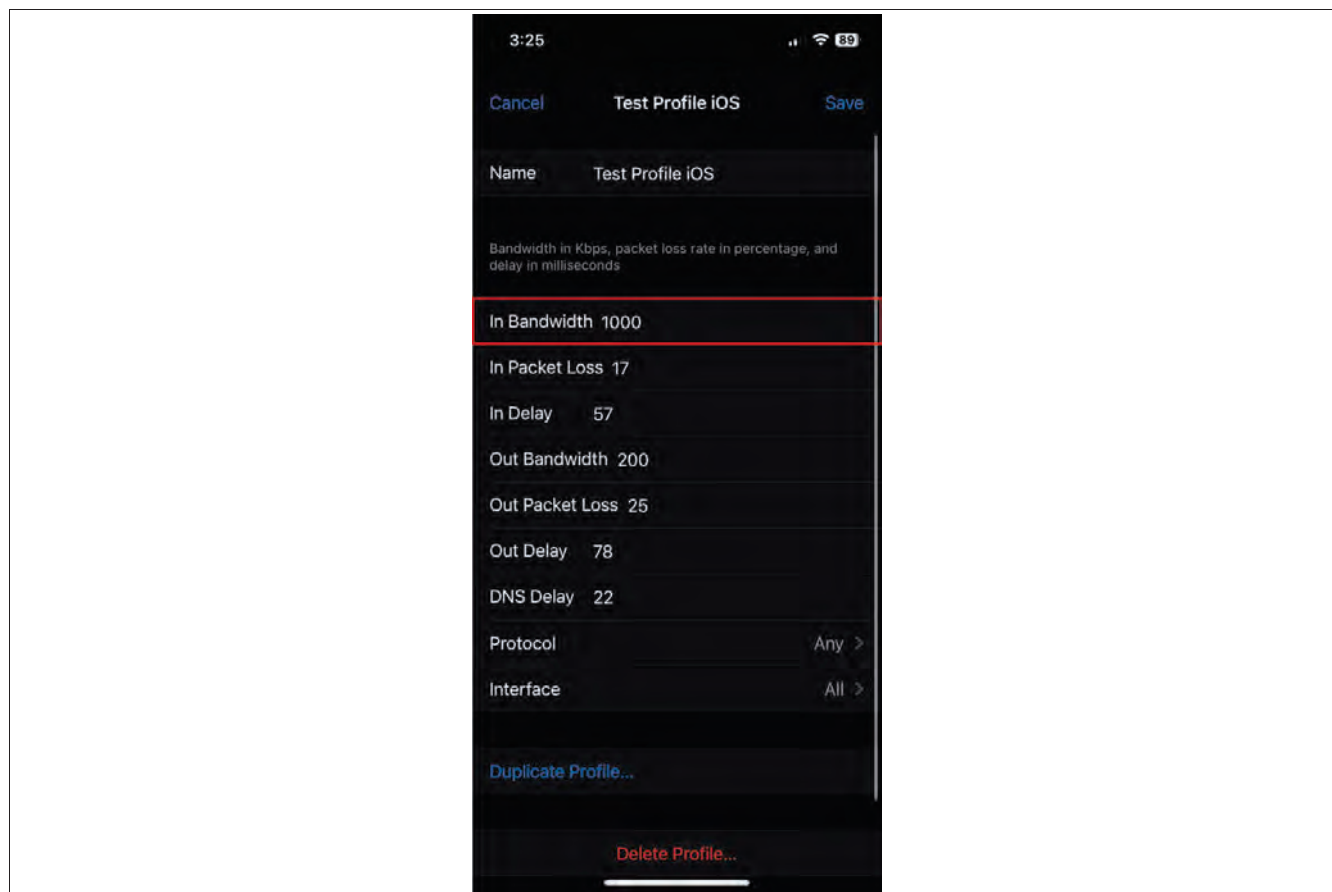 3:25
89
Cancel Test Profile iOS Save
Name Test Profile iOS
Bandwidth in Kbps, packet loss rate in percentage, and
delay in milliseconds
In Bandwidth 1000
In Packet Loss 17
In Delay 57
Out Bandwidth 200
Out Packet Loss 25
Out Delay 78
DNS Delay 22
Protocol Any >
Interface All >
Duplicate Profile...
Delete Profile...